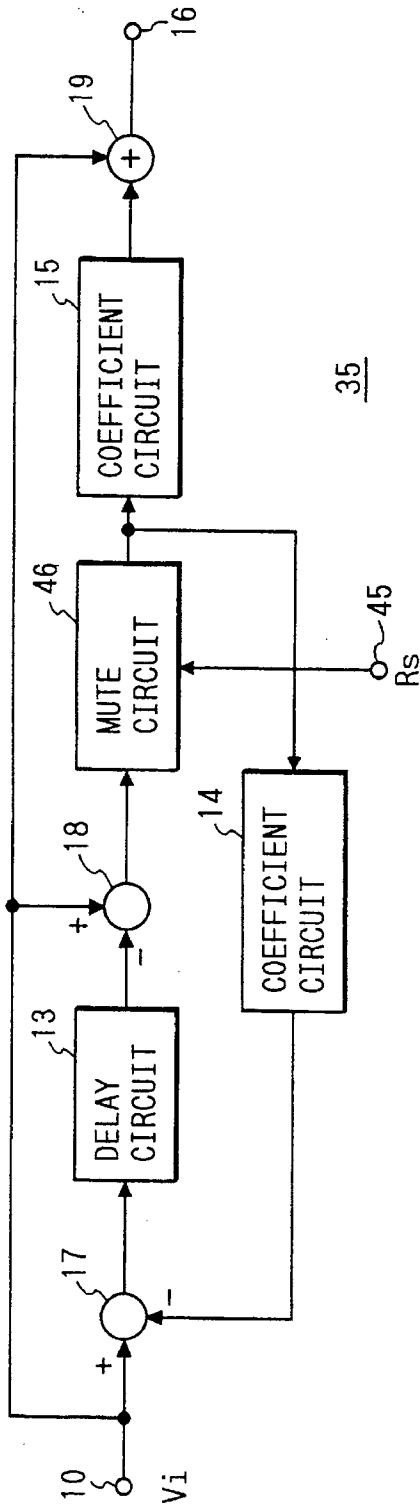 10
Vi
17
+
−
13
DELAY
CIRCUIT
18
+
−
46
MUTE
CIRCUIT
45
Rs
14
COEFFICIENT
CIRCUIT
15
COEFFICIENT
CIRCUIT
19
+
16
35